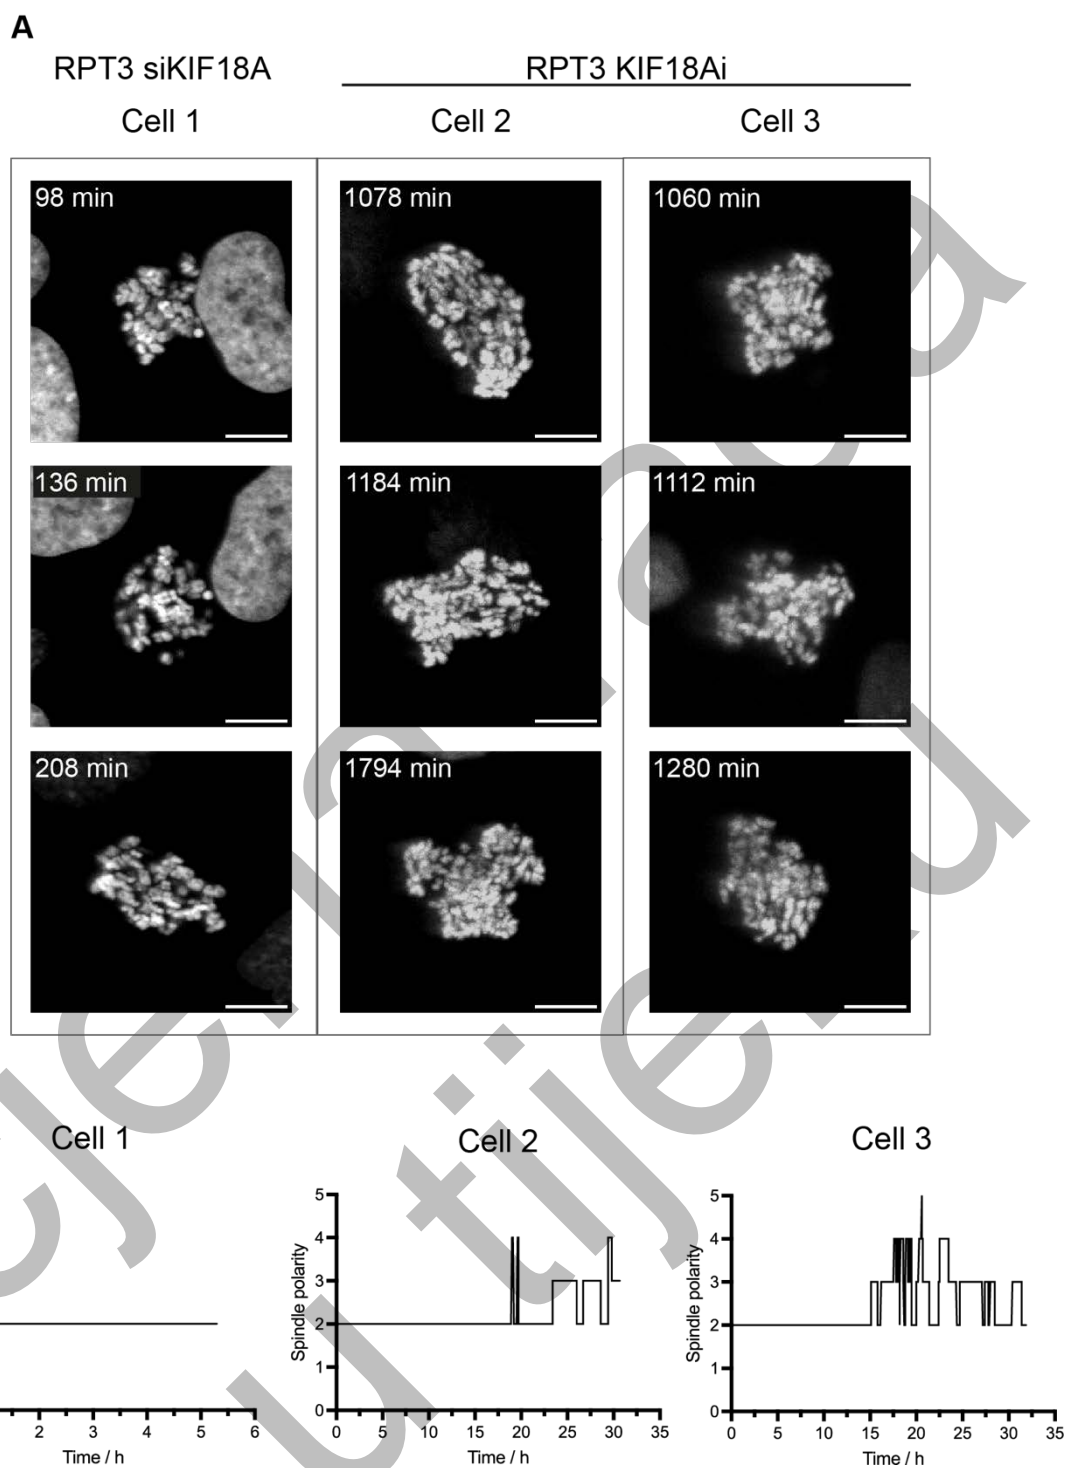 A
RPT3 siKIF18A
RPT3 KIF18Ai
Cell 1
Cell 2
Cell 3
98 min
1078 min
1060 min
136 min
1184 min
1112 min
208 min
1794 min
1280 min
Cell 1
Cell 2
Cell 3
5
4
3
2
1
0
Spindle polarity
5
4
3
2
1
0
Spindle polarity
2 3 4 5 6
0 5 10 15 20 25 30 35
0 5 10 15 20 25 30 35
Time / h
Time / h
Time / h
u tijeku